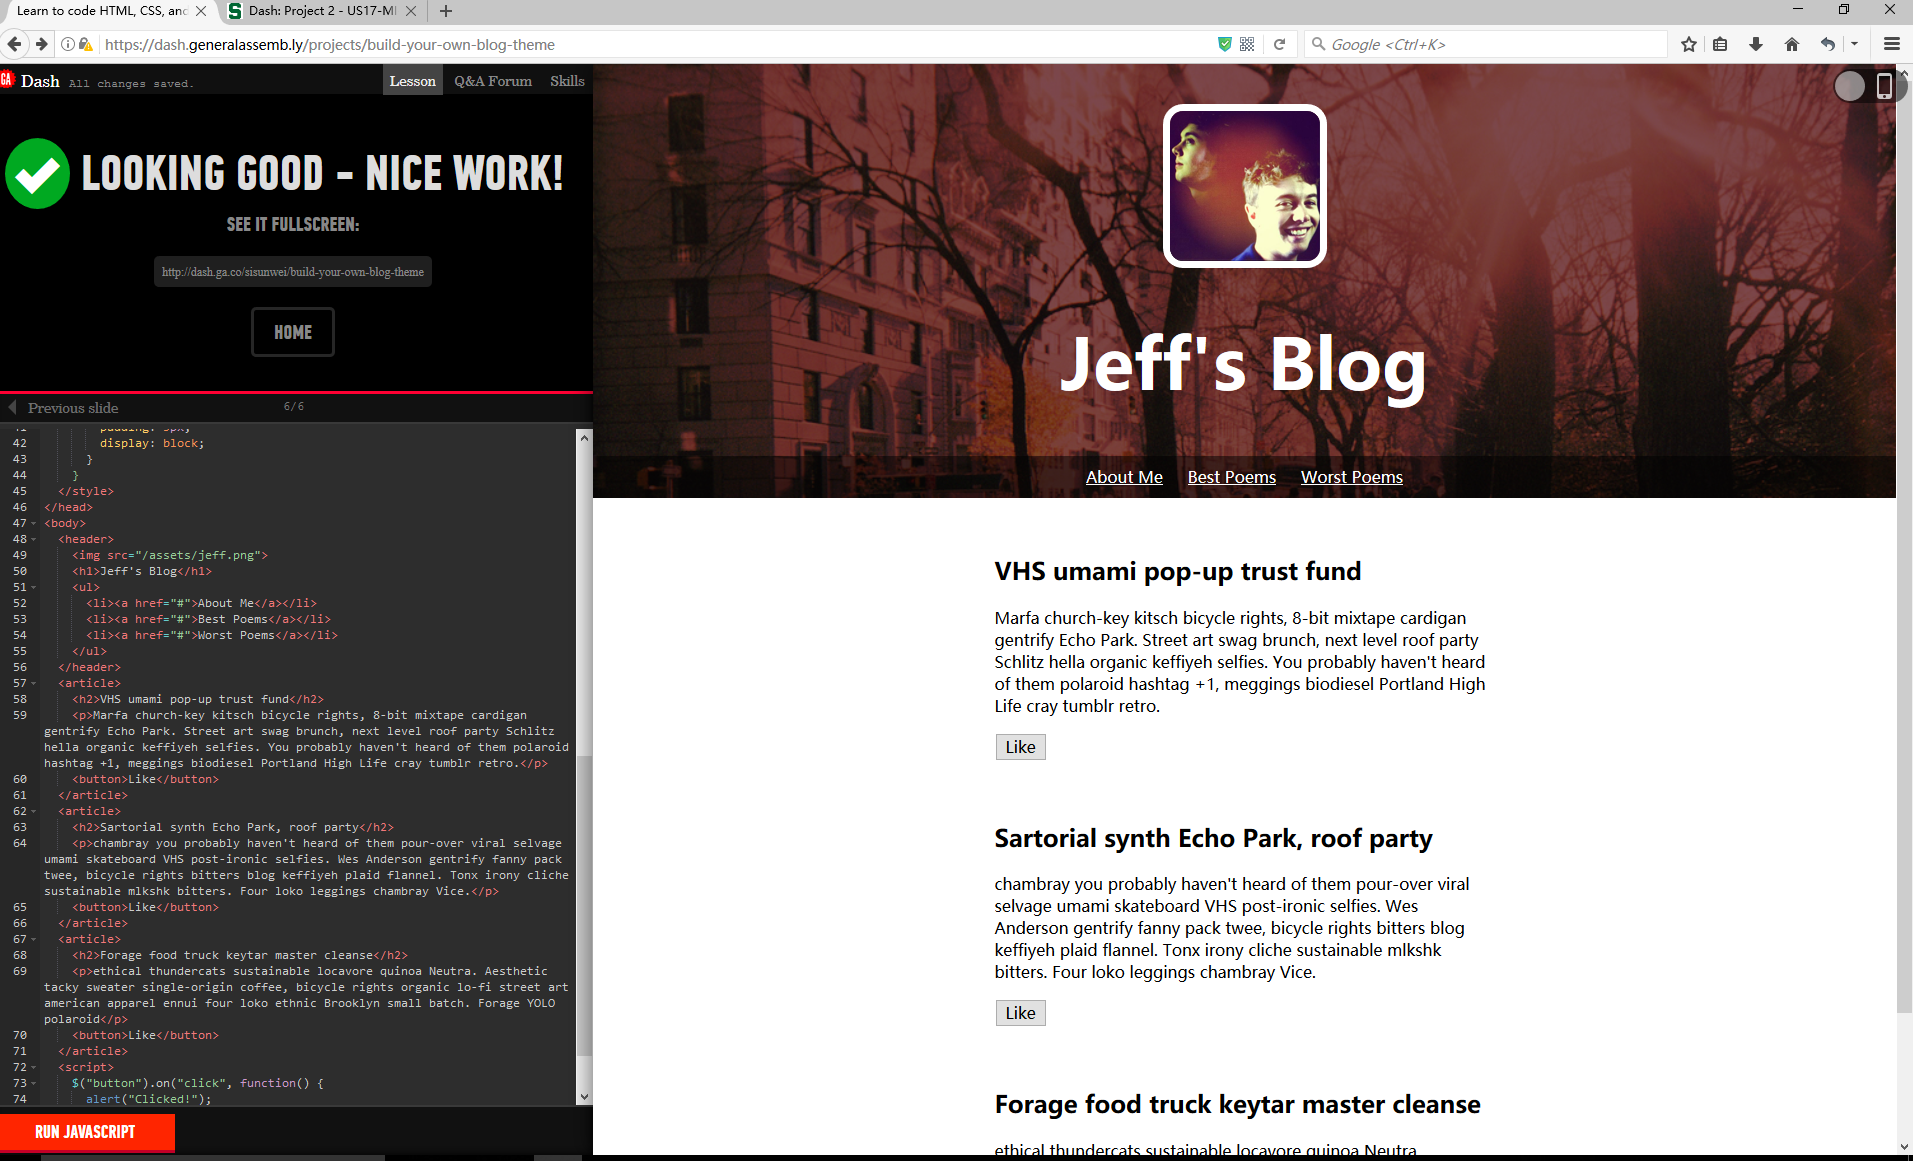 Learn to code HTML, CSS, and
Dash: Project 2 - US17-MI
https://dash.generalassemb.ly/projects/build-your-own-blog-theme
Google <Ctrl+K>
GA Dash All changes saved.
Lesson Q&A Forum Skills
LOOKING GOOD - NICE WORK!
SEE IT FULLSCREEN:
http://dash.ga.co/sisunwei/build-your-own-blog-theme
HOME
Previous slide 6/6
41 padding: 5px;
42 display: block;
43 }
44 }
45 </style>
46 </head>
47 <body>
48 <header>
49 <img src="/assets/jeff.png">
50 <h1>Jeff's Blog</h1>
51 <ul>
52 <li><a href="#">About Me</a></li>
53 <li><a href="#">Best Poems</a></li>
54 <li><a href="#">Worst Poems</a></li>
55 </ul>
56 </header>
57 <article>
58 <h2>VHS umami pop-up trust fund</h2>
59 <p>Marfa church-key kitsch bicycle rights, 8-bit mixtape cardigan
gentrify Echo Park. Street art swag brunch, next level roof party Schlitz
hella organic keffiyeh selfies. You probably haven't heard of them polaroid
hashtag +1, meggings biodiesel Portland High Life cray tumblr retro.</p>
60 <button>Like</button>
61 </article>
62 <article>
63 <h2>Sartorial synth Echo Park, roof party</h2>
64 <p>chambray you probably haven't heard of them pour-over viral selvage
umami skateboard VHS post-ironic selfies. Wes Anderson gentrify fanny pack
twee, bicycle rights bitters blog keffiyeh plaid flannel. Tonx irony cliche
sustainable mlkshk bitters. Four loko leggings chambray Vice.</p>
65 <button>Like</button>
66 </article>
67 <article>
68 <h2>Forage food truck keytar master cleanse</h2>
69 <p>ethical thundercats sustainable locavore quinoa Neutra. Aesthetic
tacky sweater single-origin coffee, bicycle rights organic lo-fi street art
american apparel ennui four loko ethnic Brooklyn small batch. Forage YOLO
polaroid</p>
70 <button>Like</button>
71 </article>
72 <script>
73 $("button").on("click", function() {
74 alert("Clicked!");
RUN JAVASCRIPT
Jeff's Blog
About Me Best Poems Worst Poems
VHS umami pop-up trust fund
Marfa church-key kitsch bicycle rights, 8-bit mixtape cardigan
gentrify Echo Park. Street art swag brunch, next level roof party
Schlitz hella organic keffiyeh selfies. You probably haven't heard
of them polaroid hashtag +1, meggings biodiesel Portland High
Life cray tumblr retro.
Like
Sartorial synth Echo Park, roof party
chambray you probably haven't heard of them pour-over viral
selvage umami skateboard VHS post-ironic selfies. Wes
Anderson gentrify fanny pack twee, bicycle rights bitters blog
keffiyeh plaid flannel. Tonx irony cliche sustainable mlkshk
bitters. Four loko leggings chambray Vice.
Like
Forage food truck keytar master cleanse
ethical thundercats sustainable locavore quinoa Neutra.